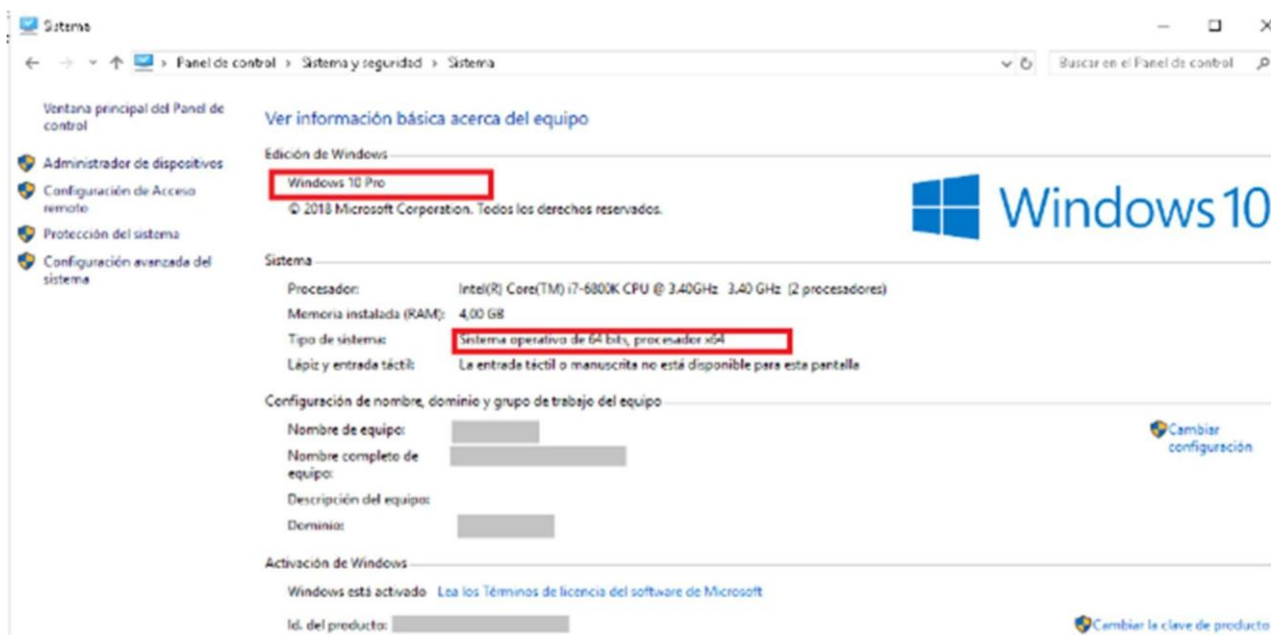 Sistema
Panel de control › Sistema y seguridad › Sistema
Buscar en el Panel de control
Ventana principal del Panel de
control
Administrador de dispositivos
Configuración de Acceso
remoto
Protección del sistema
Configuración avanzada del
sistema
Ver información básica acerca del equipo
Edición de Windows
Windows 10 Pro
© 2018 Microsoft Corporation. Todos los derechos reservados.
Windows 10
Sistema
Procesador: Intel(R) Core(TM) i7-6800K CPU @ 3.40GHz 3.40 GHz (2 procesadores)
Memoria instalada (RAM): 4,00 GB
Tipo de sistema: Sistema operativo de 64 bits, procesador x64
Lápiz y entrada táctil: La entrada táctil o manuscrita no está disponible para esta pantalla
Configuración de nombre, dominio y grupo de trabajo del equipo
Nombre de equipo:
Cambiar
configuración
Nombre completo de
equipo:
Descripción del equipo:
Dominio:
Activación de Windows
Windows está activado Lea los Términos de licencia del software de Microsoft
Id. del producto:
Cambiar la clave de producto